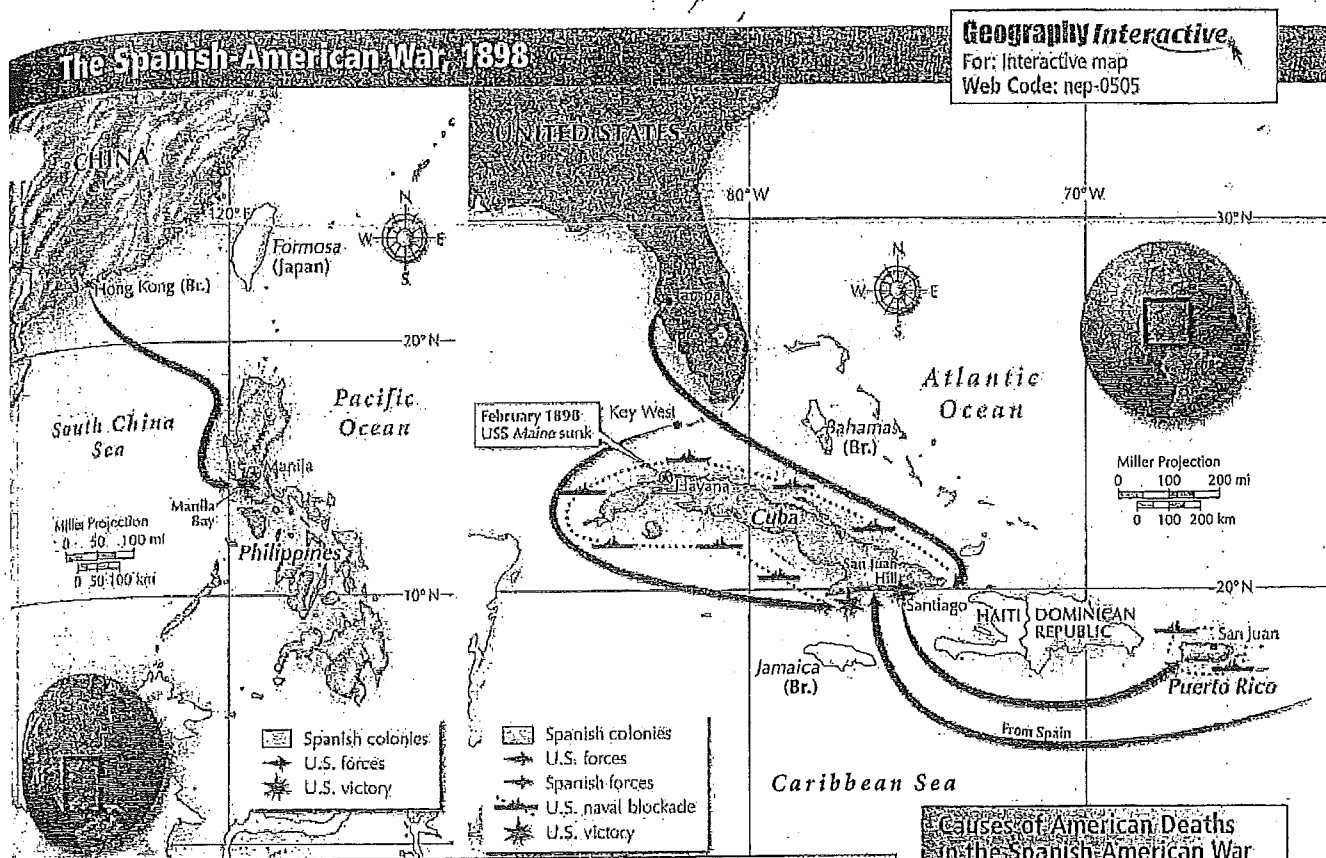 The Spanish-American War, 1898
Geography Interactive
For: Interactive map
Web Code: nep-0505
CHINA
120° E
Formosa
(Japan)
N
W
E
S
Hong Kong (Br.)
20° N
South China
Sea
Pacific
Ocean
Manila
Manila
Bay
Miller Projection
0 50 100 mi
0 50 100 km
Philippines
10° N
Spanish colonies
U.S. forces
U.S. victory
UNITED STATES
80° W
70° W
30° N
N
W
E
S
Tampa
Atlantic
Ocean
February 1898
USS Maine sunk
Key West
Bahamas
(Br.)
Havana
Cuba
Miller Projection
0 100 200 mi
0 100 200 km
San Juan
Hill
Santiago
20° N
HAITI
DOMINICAN
REPUBLIC
San Juan
Puerto Rico
Jamaica
(Br.)
From Spain
Caribbean Sea
Spanish colonies
U.S. forces
Spanish forces
U.S. naval blockade
U.S. victory
Causes of American Deaths
in the Spanish-American War